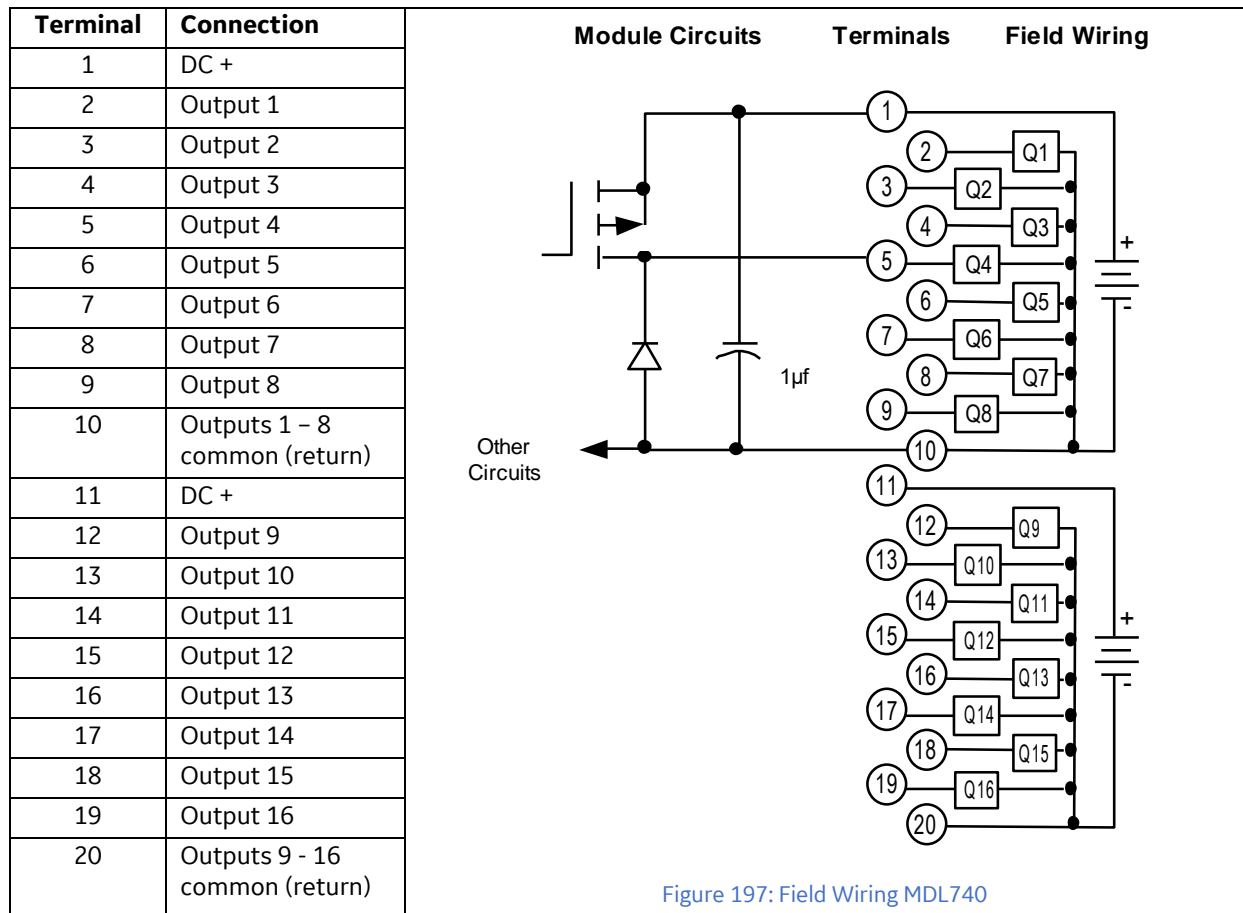 Terminal Connection
1 DC +
2 Output 1
3 Output 2
4 Output 3
5 Output 4
6 Output 5
7 Output 6
8 Output 7
9 Output 8
10 Outputs 1 – 8
common (return)
11 DC +
12 Output 9
13 Output 10
14 Output 11
15 Output 12
16 Output 13
17 Output 14
18 Output 15
19 Output 16
20 Outputs 9 - 16
common (return)
Module Circuits Terminals Field Wiring
1
2 Q1
3 Q2
4 Q3
+
5 Q4
6 Q5
-
7 Q6
1µf
8 Q7
9 Q8
Other
Circuits
10
11
12 Q9
13 Q10
14 Q11
+
15 Q12
16 Q13
-
17 Q14
18 Q15
19 Q16
20
Figure 197: Field Wiring MDL740